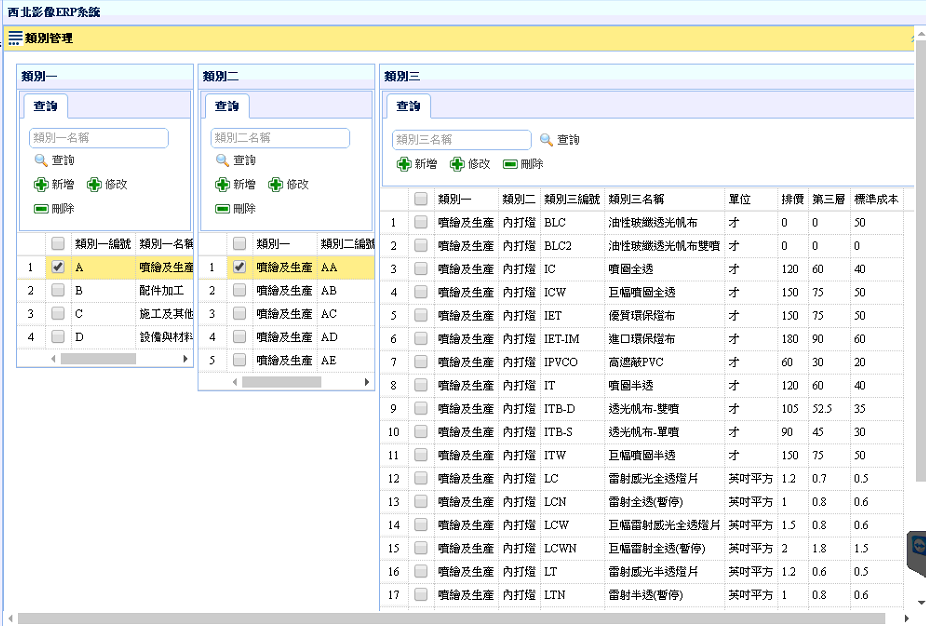 西北影像ERP系統
類別管理
類別一
查詢
類別一名稱
查詢
新增 修改
刪除
類別一編號 類別一名稱
1 A 噴繪及生產
2 B 配件加工
3 C 施工及其他
4 D 設備與材料
類別二
查詢
類別二名稱
查詢
新增 修改
刪除
類別一 類別二編號
1 噴繪及生產 AA
2 噴繪及生產 AB
3 噴繪及生產 AC
4 噴繪及生產 AD
5 噴繪及生產 AE
類別三
查詢
類別三名稱 查詢
新增 修改 刪除
類別一 類別二 類別三編號 類別三名稱 單位 排價 第三層 標準成本
1 噴繪及生產 內打燈 BLC 油性玻纖透光帆布 才 0 0 50
2 噴繪及生產 內打燈 BLC2 油性玻纖透光帆布雙噴 才 0 0 0
3 噴繪及生產 內打燈 IC 噴圖全透 才 120 60 40
4 噴繪及生產 內打燈 ICW 巨幅噴圖全透 才 150 75 50
5 噴繪及生產 內打燈 IET 優質環保燈布 才 150 75 50
6 噴繪及生產 內打燈 IET-IM 進口環保燈布 才 180 90 60
7 噴繪及生產 內打燈 IPVCO 高遮蔽PVC 才 60 30 20
8 噴繪及生產 內打燈 IT 噴圖半透 才 120 60 40
9 噴繪及生產 內打燈 ITB-D 透光帆布-雙噴 才 105 52.5 35
10 噴繪及生產 內打燈 ITB-S 透光帆布-單噴 才 90 45 30
11 噴繪及生產 內打燈 ITW 巨幅噴圖半透 才 150 75 50
12 噴繪及生產 內打燈 LC 雷射感光全透燈片 英吋平方 1.2 0.7 0.5
13 噴繪及生產 內打燈 LCN 雷射全透(暫停) 英吋平方 1 0.8 0.6
14 噴繪及生產 內打燈 LCW 巨幅雷射感光全透燈片 英吋平方 1.5 0.8 0.6
15 噴繪及生產 內打燈 LCWN 巨幅雷射全透(暫停) 英吋平方 2 1.8 1.5
16 噴繪及生產 內打燈 LT 雷射感光半透燈片 英吋平方 1.2 0.6 0.5
17 噴繪及生產 內打燈 LTN 雷射半透(暫停) 英吋平方 1 0.8 0.6